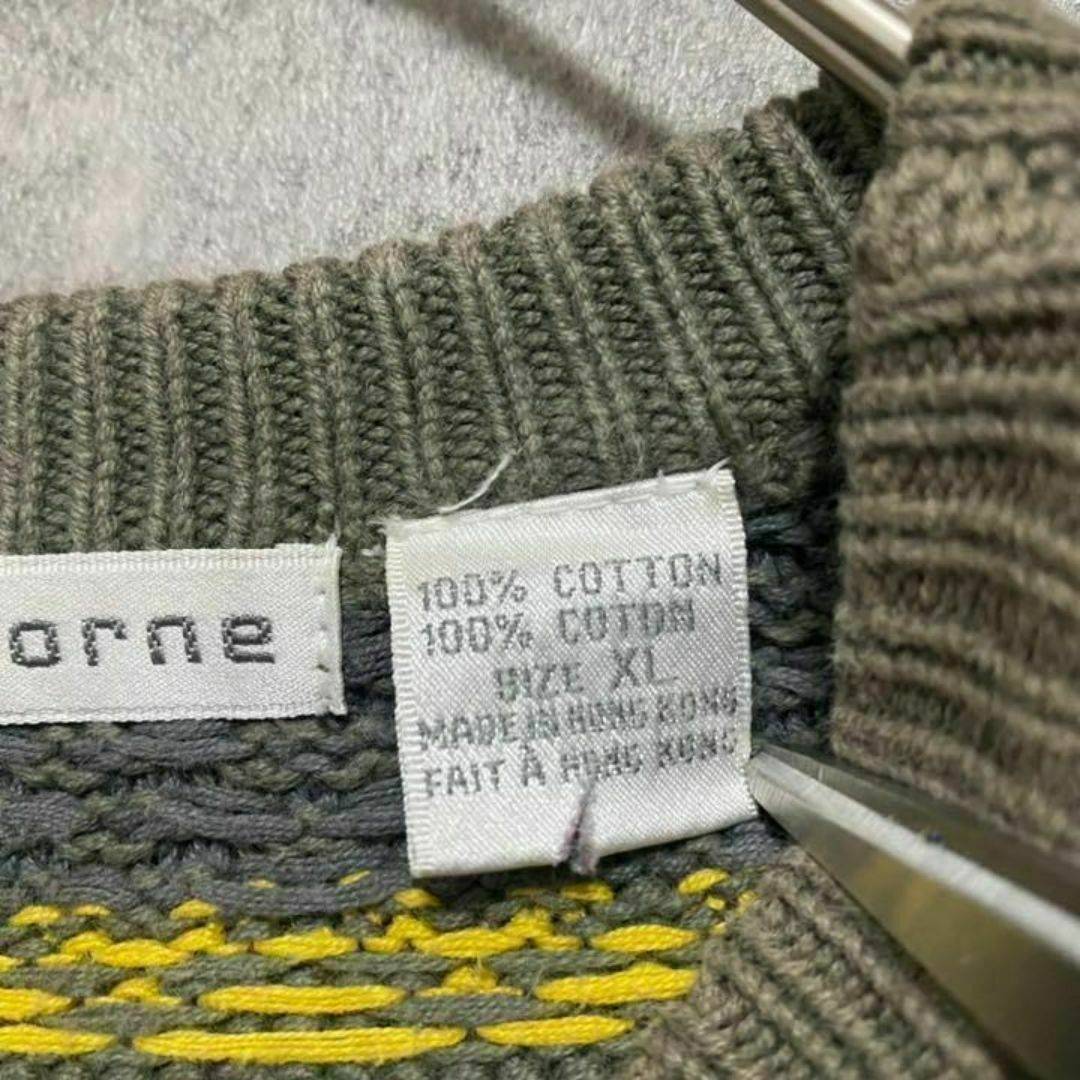 orne
100% COTTON
100% COTON
SIZE XL
MADE IN HONG KONG
FAIT À HONG KONG